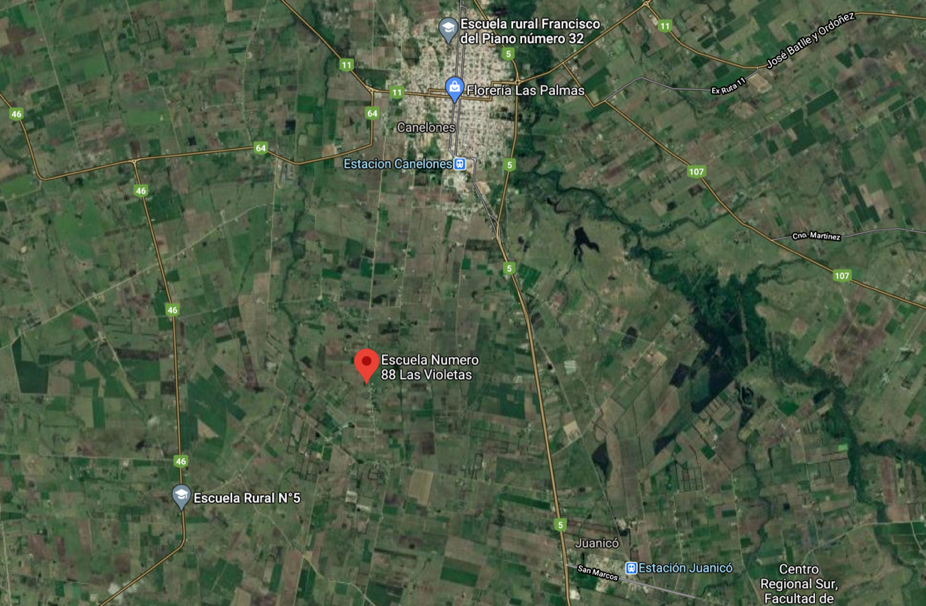 Escuela rural Francisco
del Piano número 32
11
5
José Batlle y Ordoñez
11
11
Florería Las Palmas
Ex Ruta 11
46
64
Canelones
64
Estacion Canelones
5
107
46
Cno. Martínez
5
107
46
Escuela Numero
88 Las Violetas
46
Escuela Rural N°5
5
Juanicó
San Marcos
Estación Juanicó
Centro
Regional Sur,
Facultad de